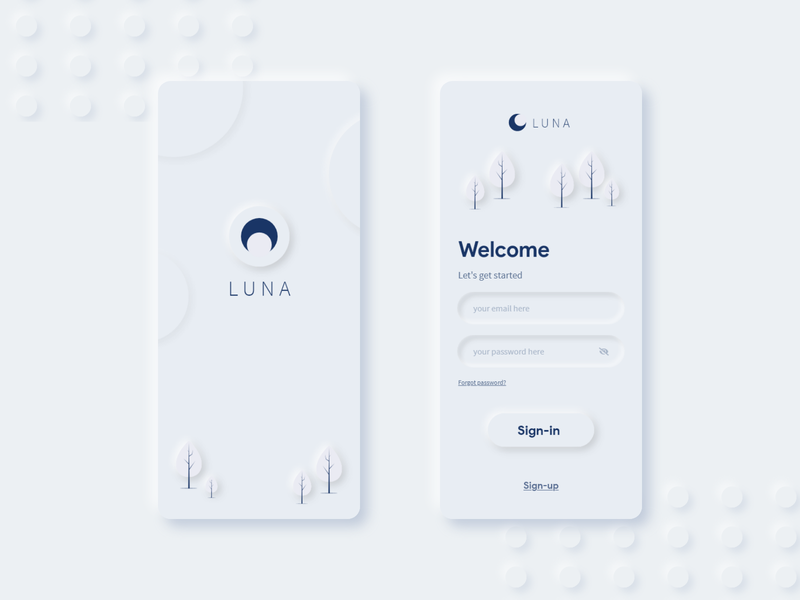 LUNA
LUNA
Welcome
Let's get started
your email here
your password here
Forgot password?
Sign-in
Sign-up